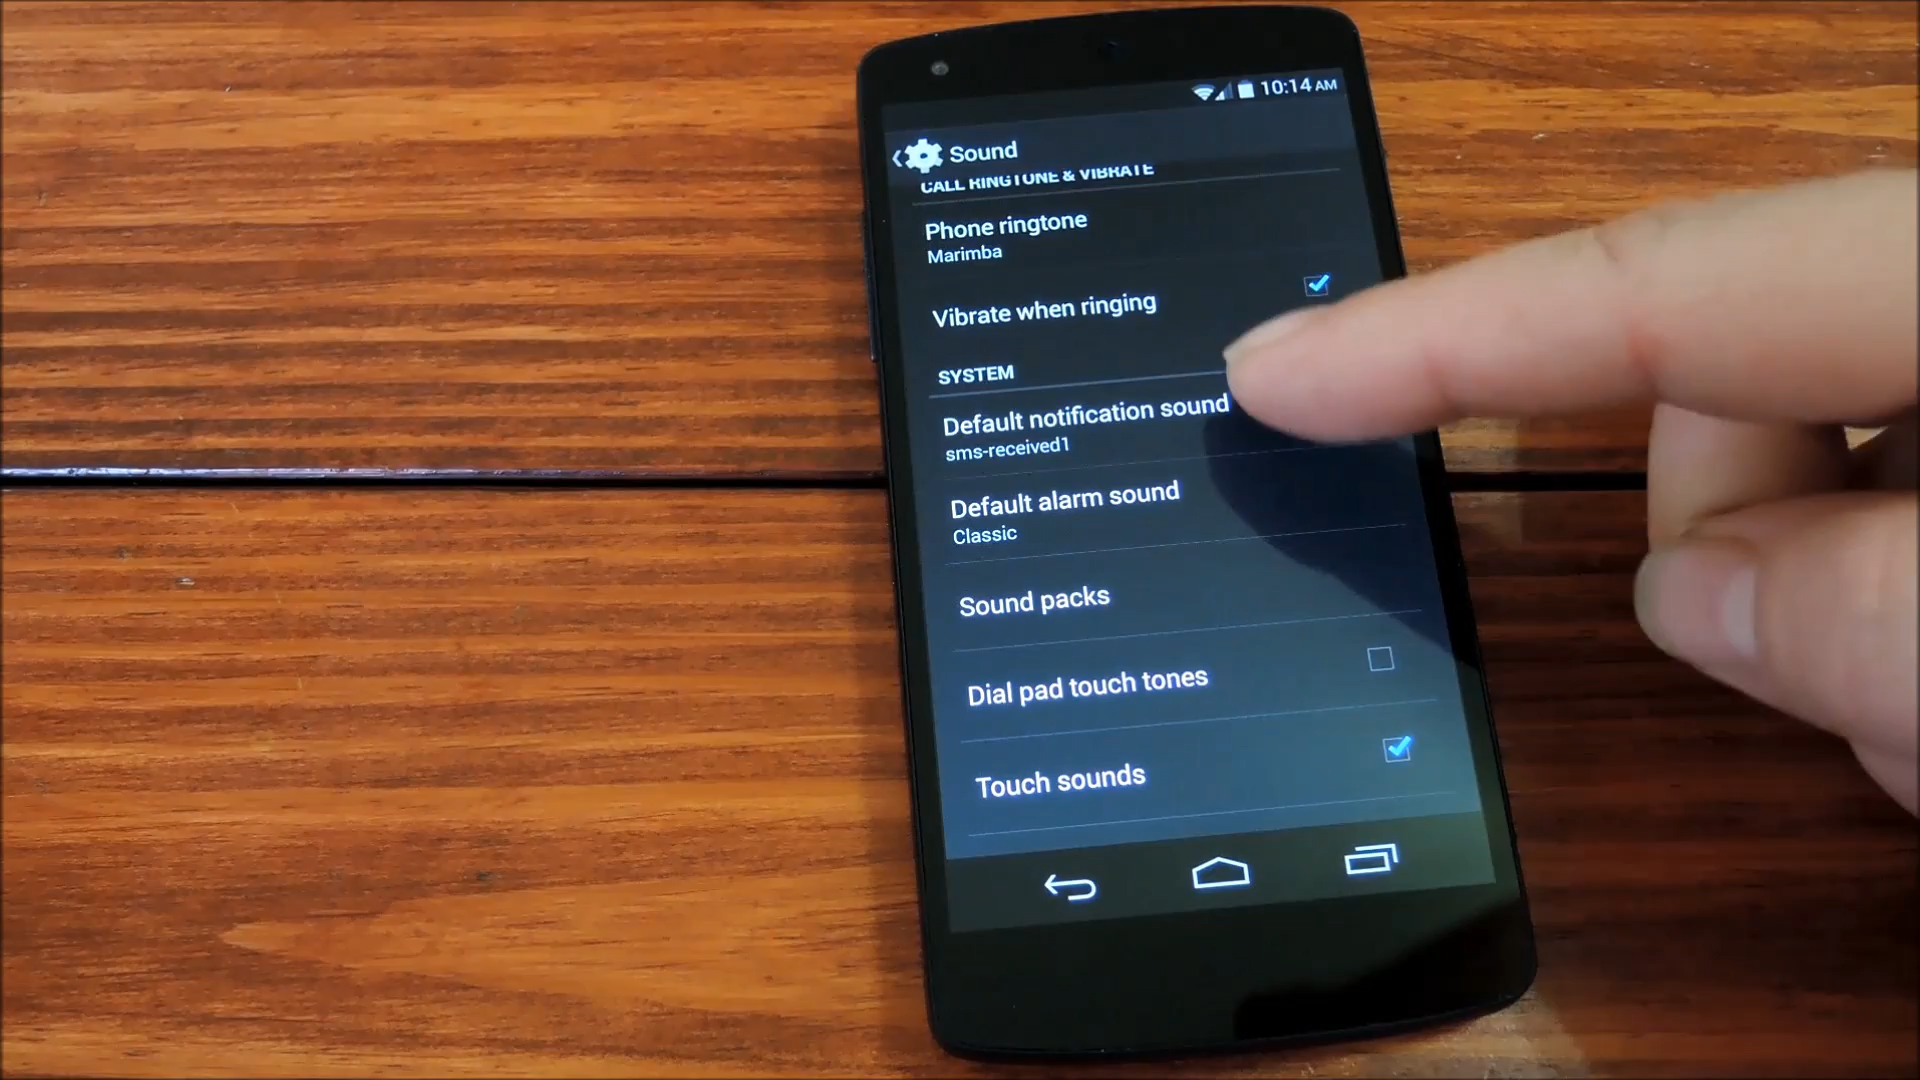 10:14 AM
Sound
CALL RINGTONE & VIBRATE
Phone ringtone
Marimba
Vibrate when ringing
SYSTEM
Default notification sound
sms-received1
Default alarm sound
Classic
Sound packs
Dial pad touch tones
Touch sounds